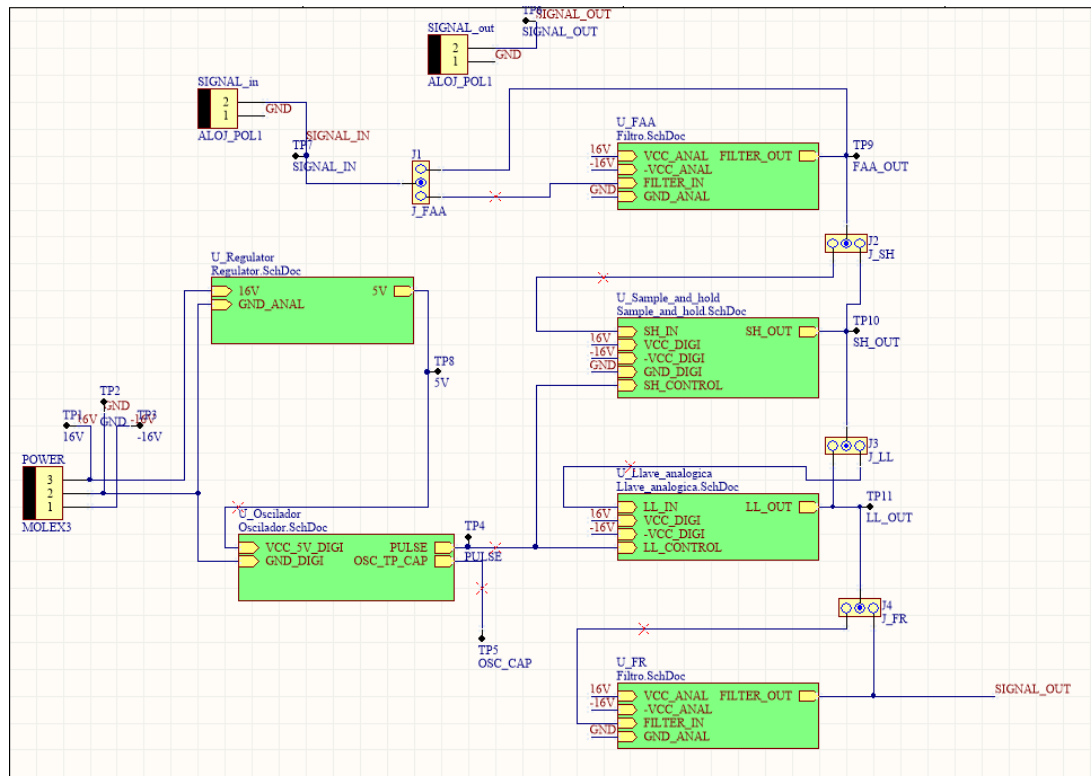 TP6
SIGNAL_OUT
SIGNAL_OUT
SIGNAL_out
2
1
GND
ALOJ_POL1
SIGNAL_in
2
1
GND
ALOJ_POL1
SIGNAL_IN
TP7
SIGNAL_IN
J1
J_FAA
U_FAA
Filtro.SchDoc
16V
VCC_ANAL
FILTER_OUT
-16V
-VCC_ANAL
FILTER_IN
GND
GND_ANAL
TP9
FAA_OUT
J2
J_SH
U_Regulator
Regulator.SchDoc
16V
5V
GND_ANAL
TP8
5V
U_Sample_and_hold
Sample_and_hold.SchDoc
SH_IN
SH_OUT
16V
VCC_DIGI
-16V
-VCC_DIGI
GND
GND_DIGI
SH_CONTROL
TP10
SH_OUT
TP2
GND
GND
TP1
16V
16V
TP3
-16V
-16V
POWER
3
2
1
MOLEX3
J3
J_LL
U_Llave_analogica
Llave_analogica.SchDoc
LL_IN
LL_OUT
16V
VCC_DIGI
-16V
-VCC_DIGI
LL_CONTROL
TP11
LL_OUT
U_Oscilador
Oscilador.SchDoc
VCC_5V_DIGI
PULSE
GND_DIGI
OSC_TP_CAP
TP4
PULSE
TP5
OSC_CAP
J4
J_FR
U_FR
Filtro.SchDoc
16V
VCC_ANAL
FILTER_OUT
-16V
-VCC_ANAL
FILTER_IN
GND
GND_ANAL
SIGNAL_OUT